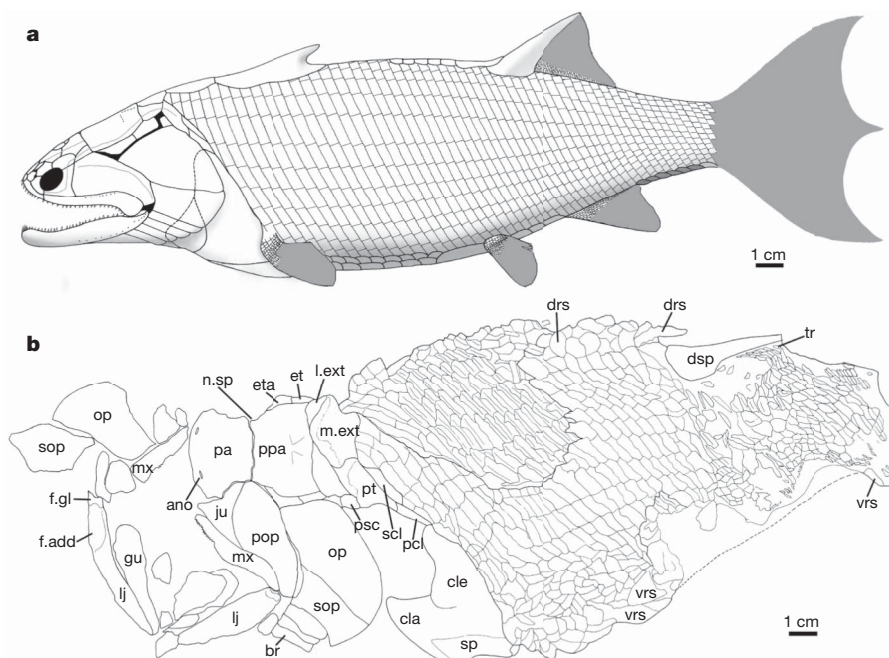 a
1 cm
b
drs
drs
dsp
tr
n.sp
eta
et
l.ext
op
sop
mx
pa
ppa
m.ext
pt
ano
f.gl
ju
psc
scl
pcl
vrs
f.add
gu
pop
op
mx
lj
lj
sop
cle
cla
sp
br
vrs
vrs
1 cm